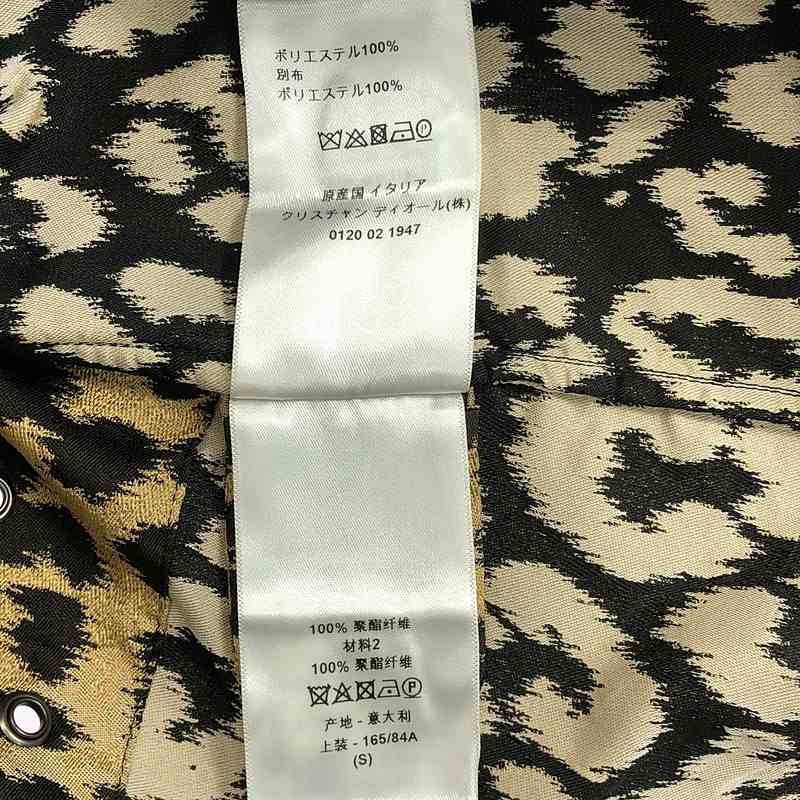 ポリエステル100%
別布
ポリエステル100%
原産国 イタリア
クリスチャン ディオール(株)
0120 02 1947
100% 聚酯纤维
材料2
100% 聚酯纤维
产地 - 意大利
上装 - 165/84A
(S)